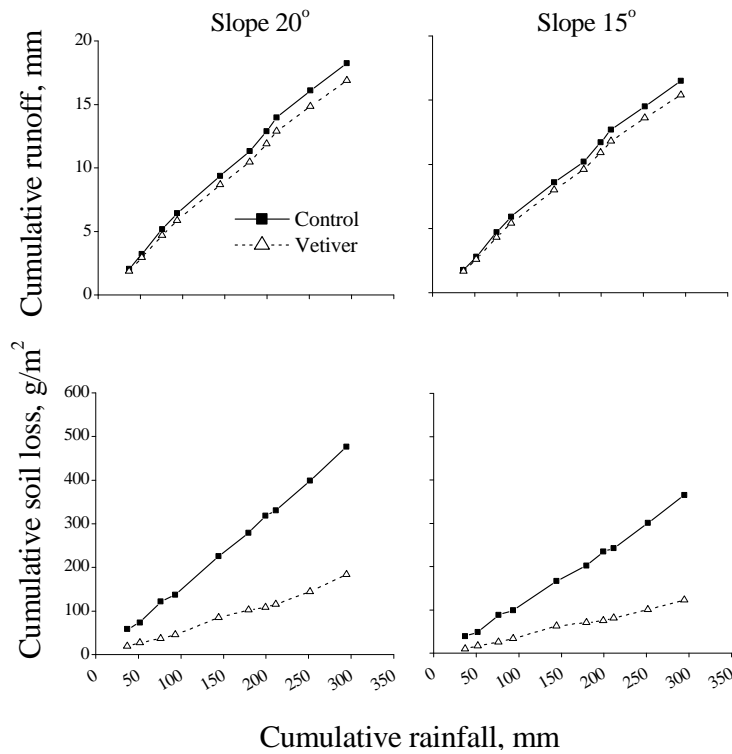 Slope 20°
Slope 15°
Cumulative runoff, mm
20
15
10
5
0
Control
Vetiver
Cumulative soil loss, g/m²
600
500
400
300
200
100
0
0 50 100 150 200 250 300 350
0 50 100 150 200 250 300 350
Cumulative rainfall, mm